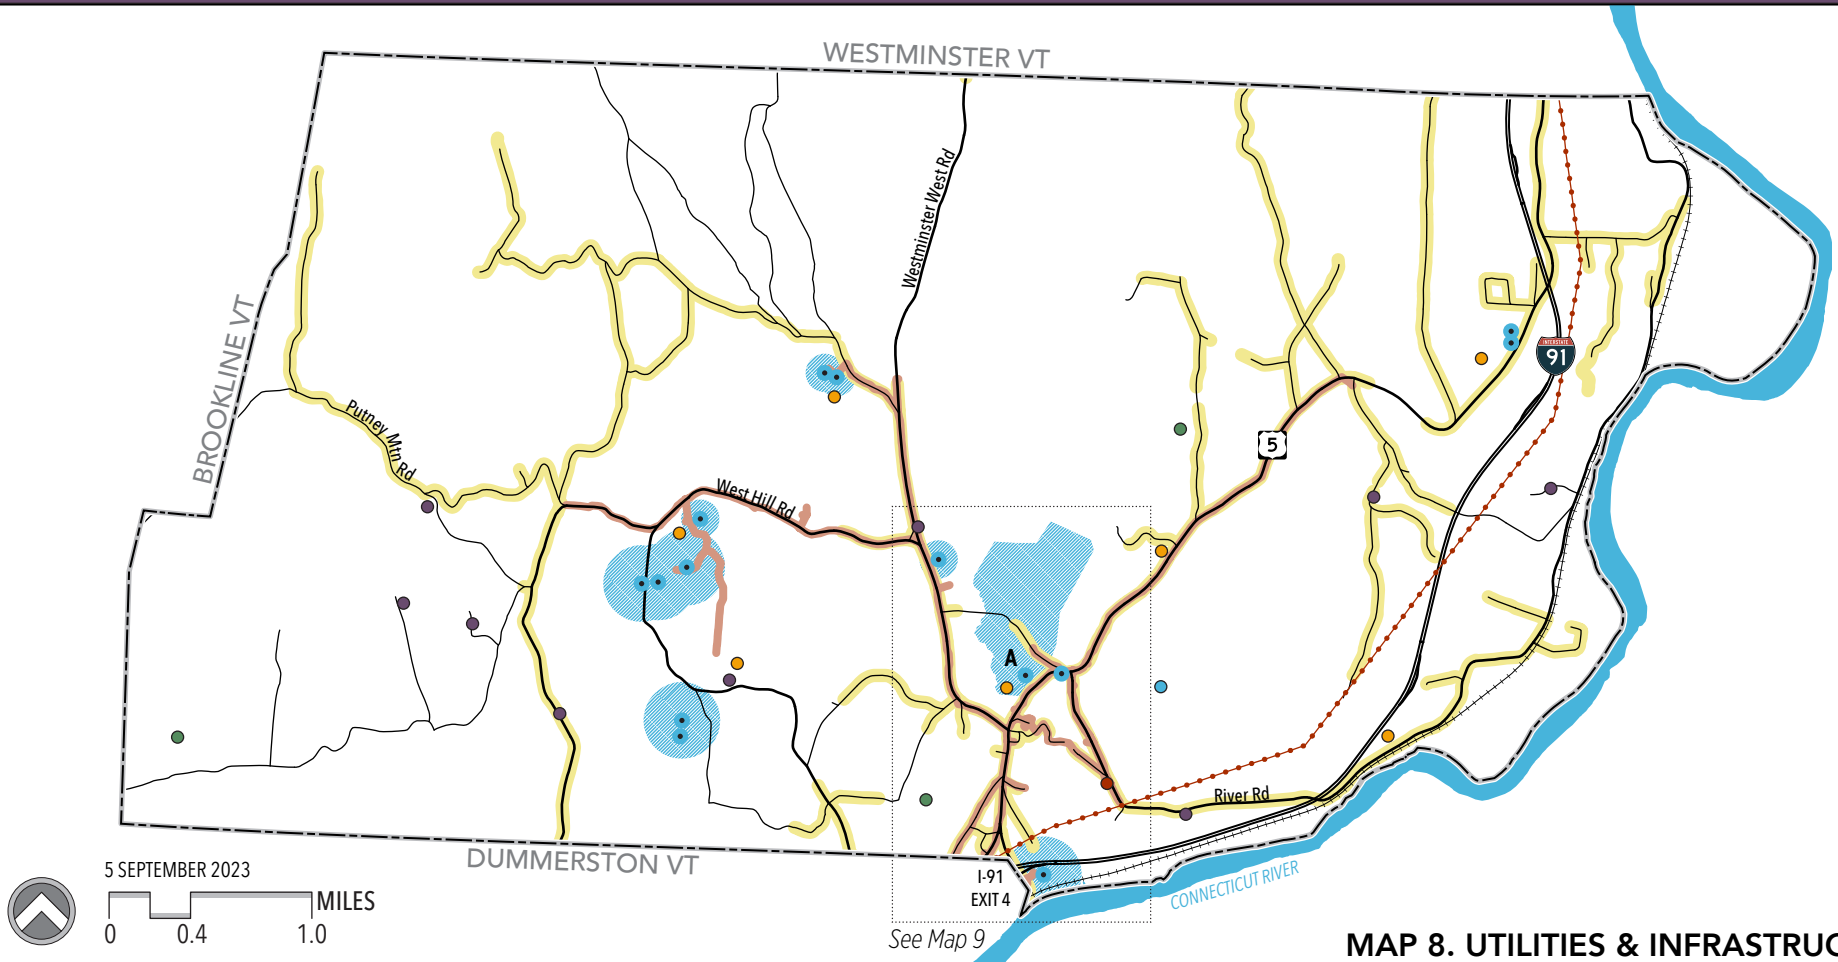 WESTMINSTER VT
Westminster West Rd
BROOKLINE VT
INTERSTATE
91
Putney Mtn Rd
5
West Hill Rd
A
River Rd
DUMMERSTON VT
5 SEPTEMBER 2023
MILES
0 0.4 1.0
I-91
EXIT 4
CONNECTICUT RIVER
See Map 9
MAP 8. UTILITIES & INFRASTRUC